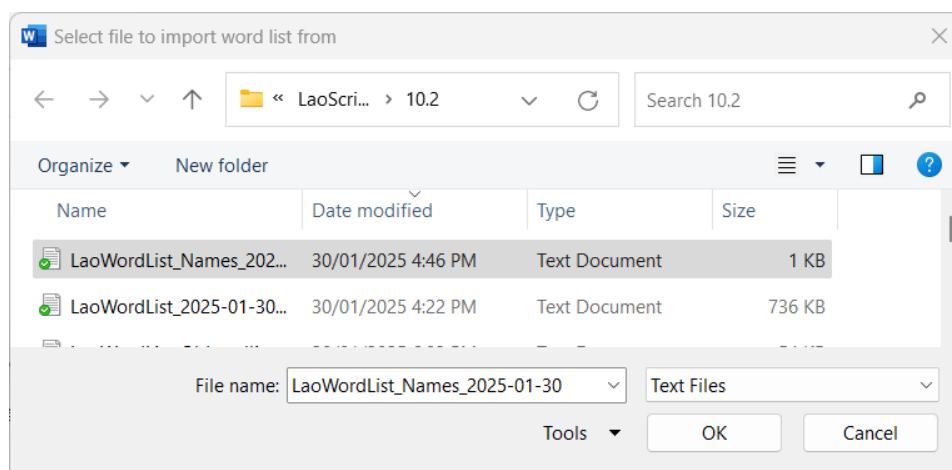 Select file to import word list from
« LaoScri... > 10.2
Search 10.2
Organize
New folder
Name Date modified Type Size
LaoWordList_Names_202... 30/01/2025 4:46 PM Text Document 1 KB
LaoWordList_2025-01-30... 30/01/2025 4:22 PM Text Document 736 KB
File name: LaoWordList_Names_2025-01-30 Text Files
Tools OK Cancel